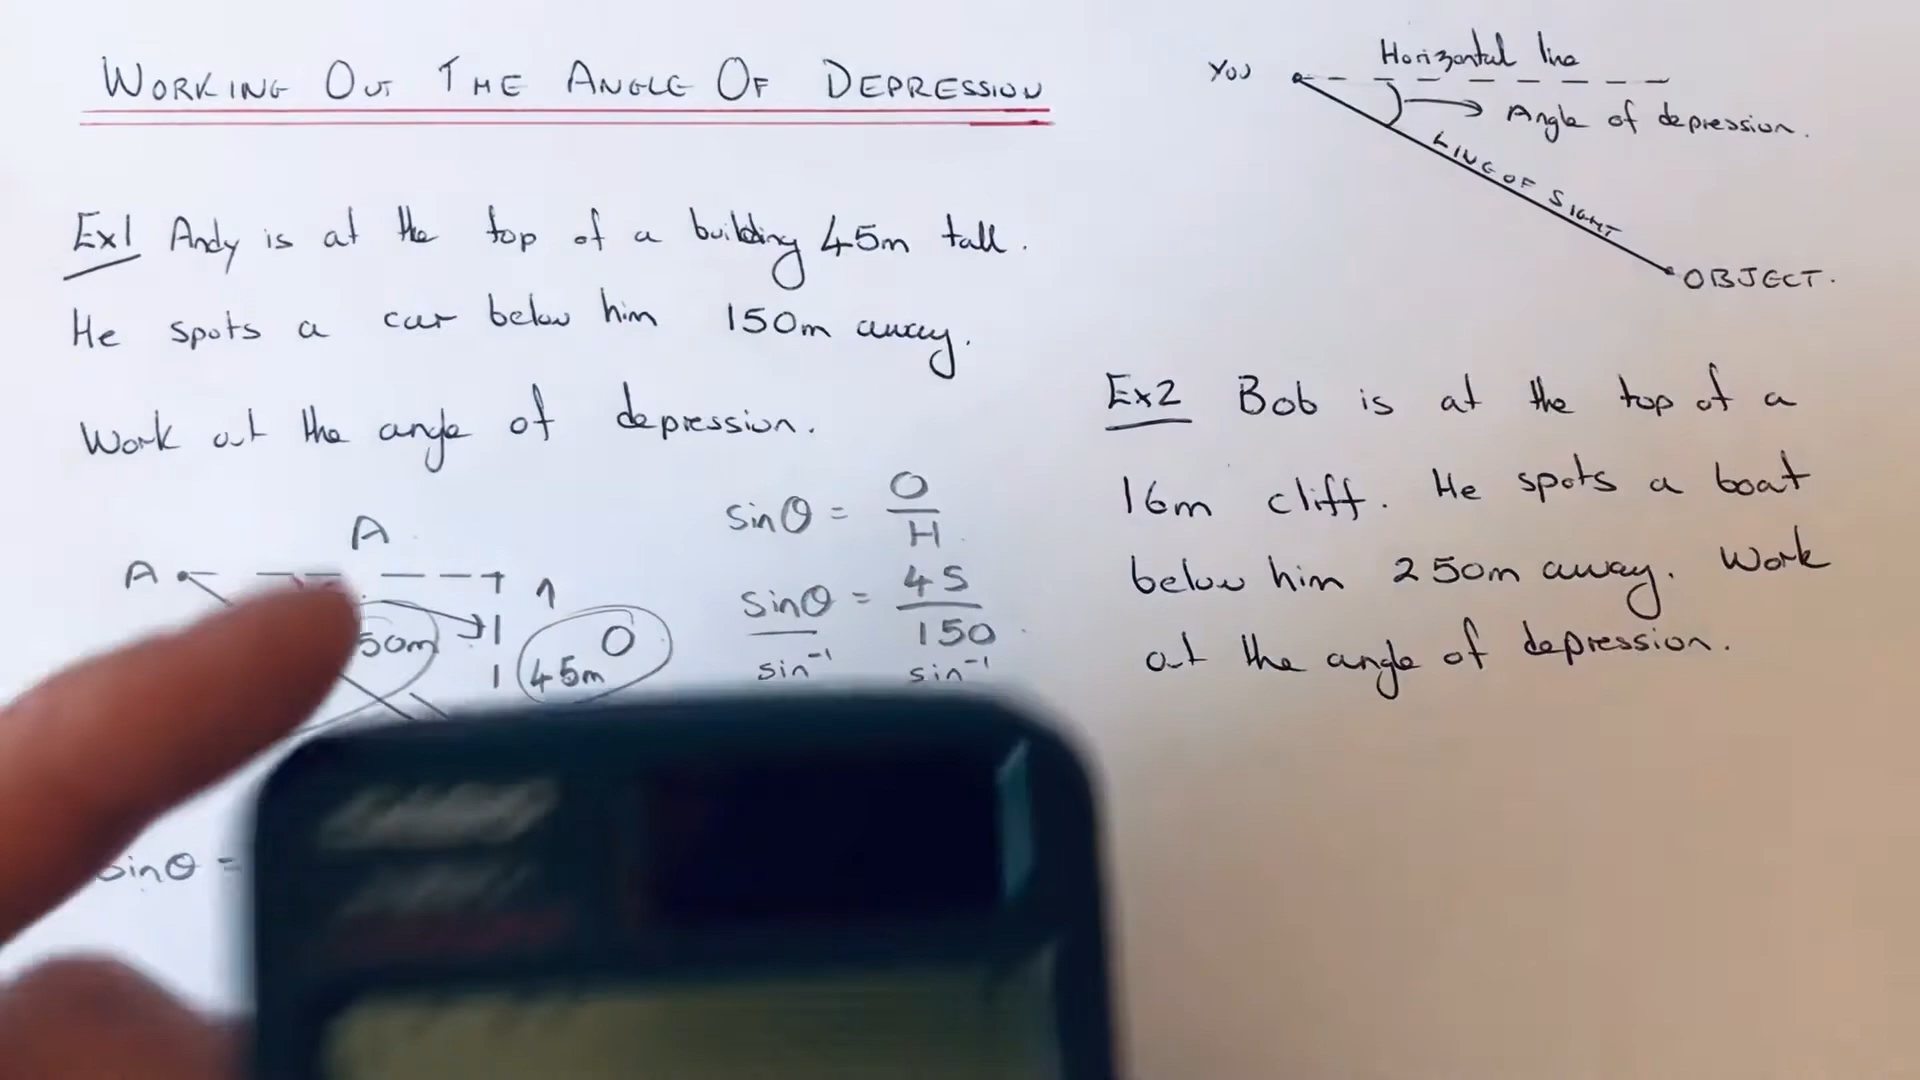 WORKING OUT THE ANGLE OF DEPRESSION
Ex1 Andy is at the top of a building 45m tall.
He spots a car below him 150m away.
Work out the angle of depression.
A
A
50m
O
45m
sinθ = O/H
sinθ = 45/150
sin⁻¹ sin⁻¹
sinθ =
YOU
Horizontal line
Angle of depression.
LINE OF SIGHT
OBJECT.
Ex2 Bob is at the top of a
16m cliff. He spots a boat
below him 250m away. Work
out the angle of depression.